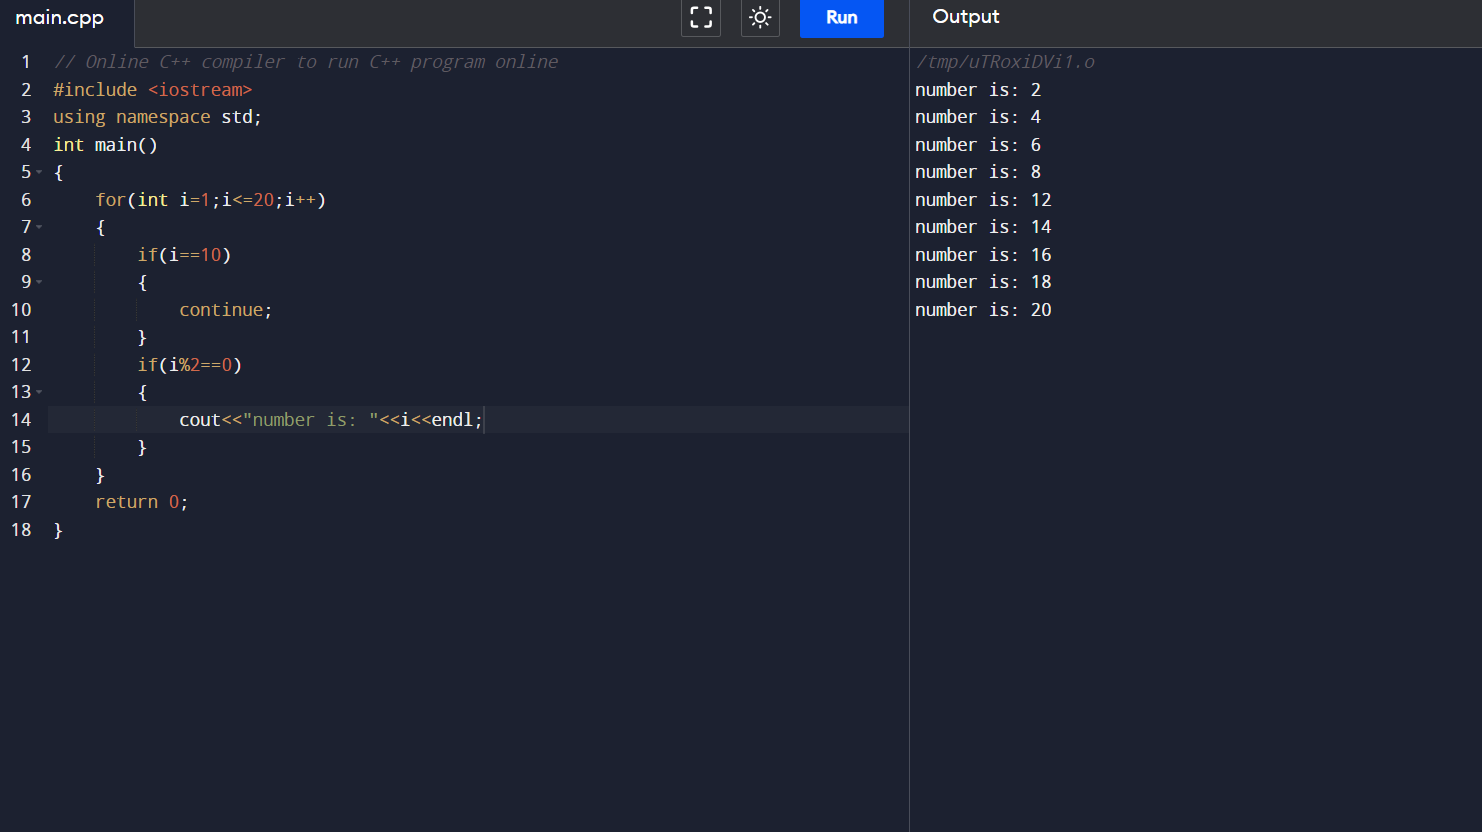 main.cpp
Run
Output
1 // Online C++ compiler to run C++ program online
2 #include <iostream>
3 using namespace std;
4 int main()
5 {
6     for(int i=1;i<=20;i++)
7     {
8         if(i==10)
9         {
10             continue;
11         }
12         if(i%2==0)
13         {
14             cout<<"number is: "<<i<<endl;
15         }
16     }
17     return 0;
18 }
/tmp/uTRoxiDVi1.o
number is: 2
number is: 4
number is: 6
number is: 8
number is: 12
number is: 14
number is: 16
number is: 18
number is: 20